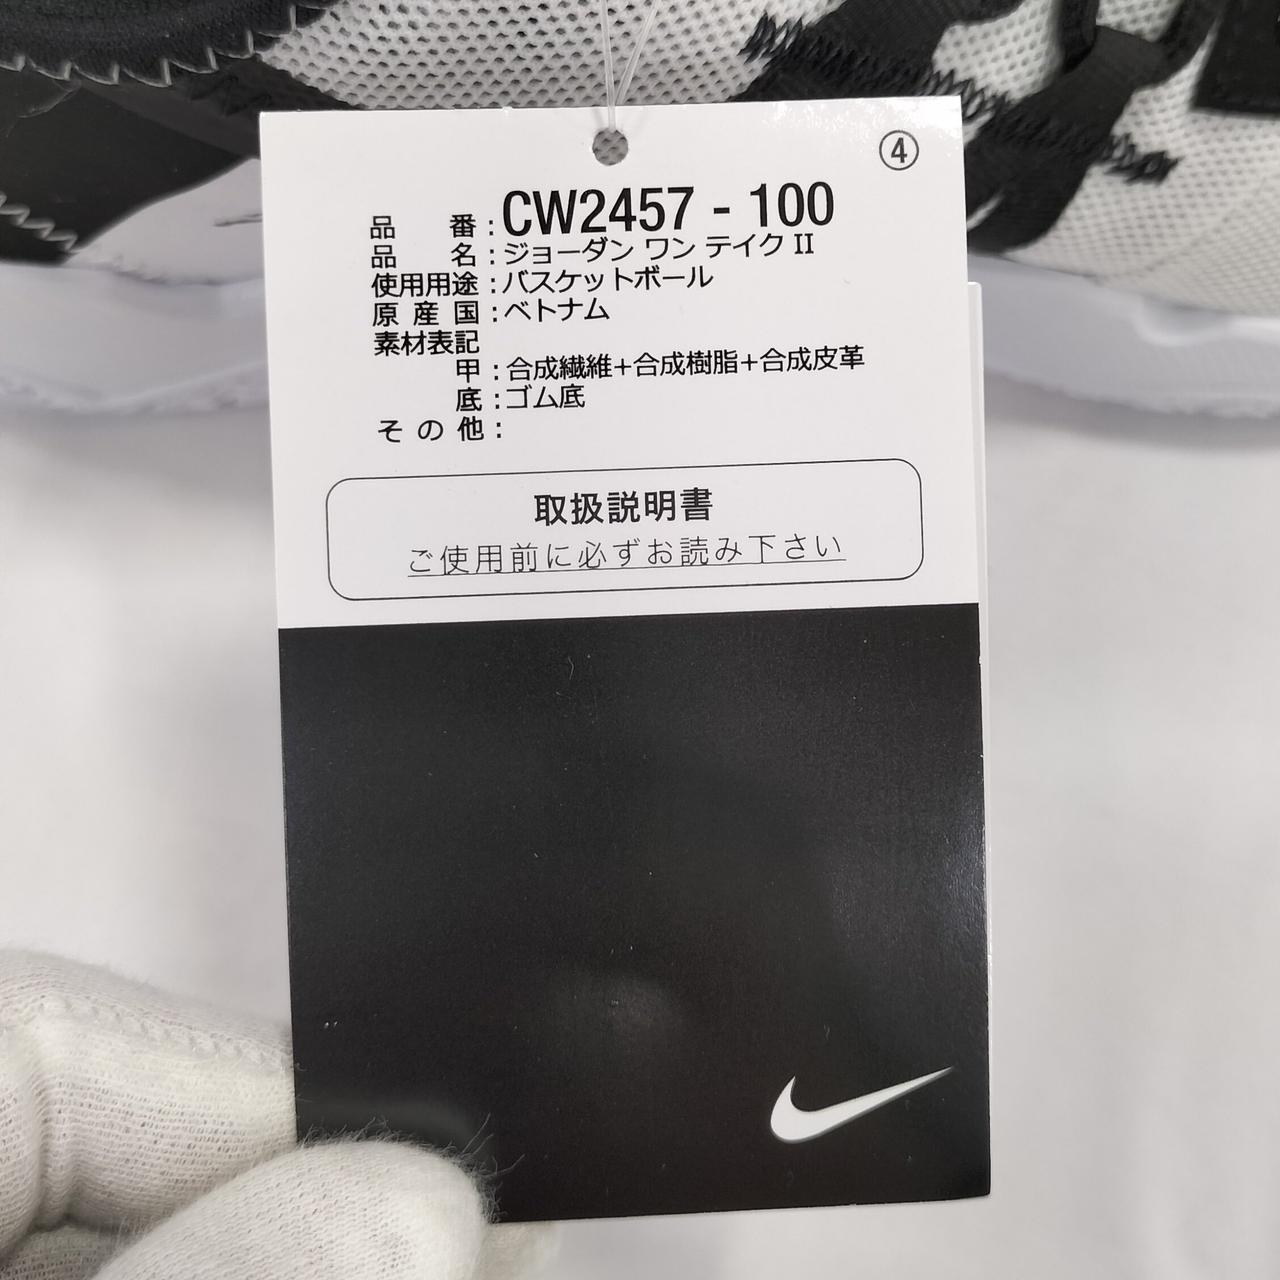 ④
品番:CW2457-100
品名:ジョーダン ワン テイク II
使用用途:バスケットボール
原産国:ベトナム
素材表記
甲:合成繊維+合成樹脂+合成皮革
底:ゴム底
その他:
取扱説明書
ご使用前に必ずお読み下さい